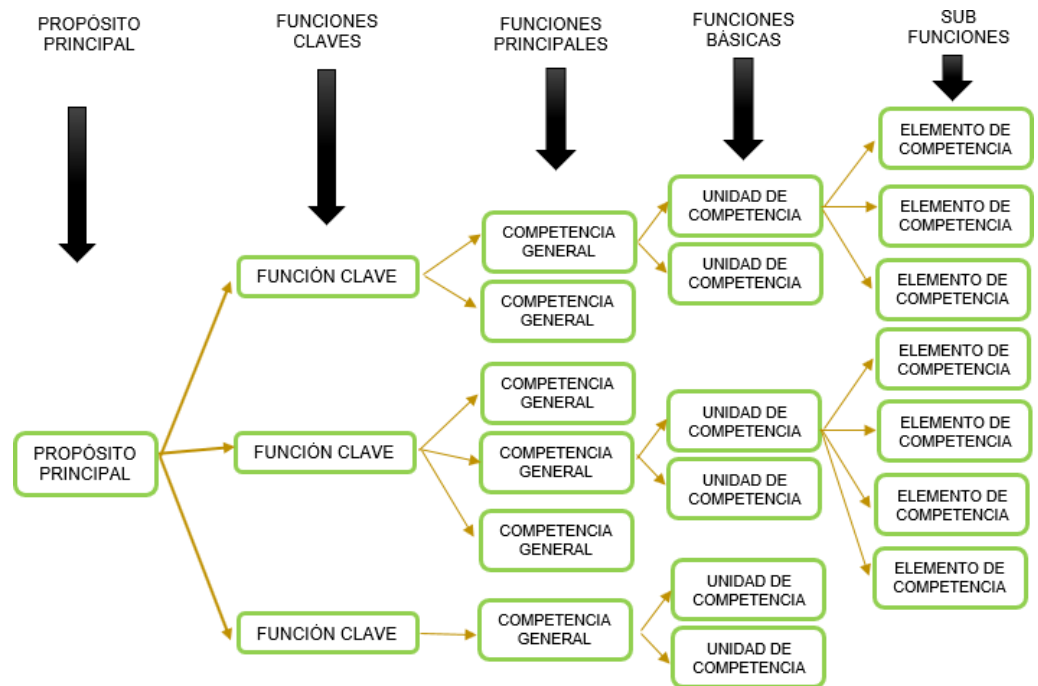 PROPÓSITO
PRINCIPAL
FUNCIONES
CLAVES
FUNCIONES
PRINCIPALES
FUNCIONES
BÁSICAS
SUB
FUNCIONES
PROPÓSITO
PRINCIPAL
FUNCIÓN CLAVE
FUNCIÓN CLAVE
FUNCIÓN CLAVE
COMPETENCIA
GENERAL
COMPETENCIA
GENERAL
COMPETENCIA
GENERAL
COMPETENCIA
GENERAL
COMPETENCIA
GENERAL
COMPETENCIA
GENERAL
UNIDAD DE
COMPETENCIA
UNIDAD DE
COMPETENCIA
UNIDAD DE
COMPETENCIA
UNIDAD DE
COMPETENCIA
UNIDAD DE
COMPETENCIA
UNIDAD DE
COMPETENCIA
ELEMENTO DE
COMPETENCIA
ELEMENTO DE
COMPETENCIA
ELEMENTO DE
COMPETENCIA
ELEMENTO DE
COMPETENCIA
ELEMENTO DE
COMPETENCIA
ELEMENTO DE
COMPETENCIA
ELEMENTO DE
COMPETENCIA